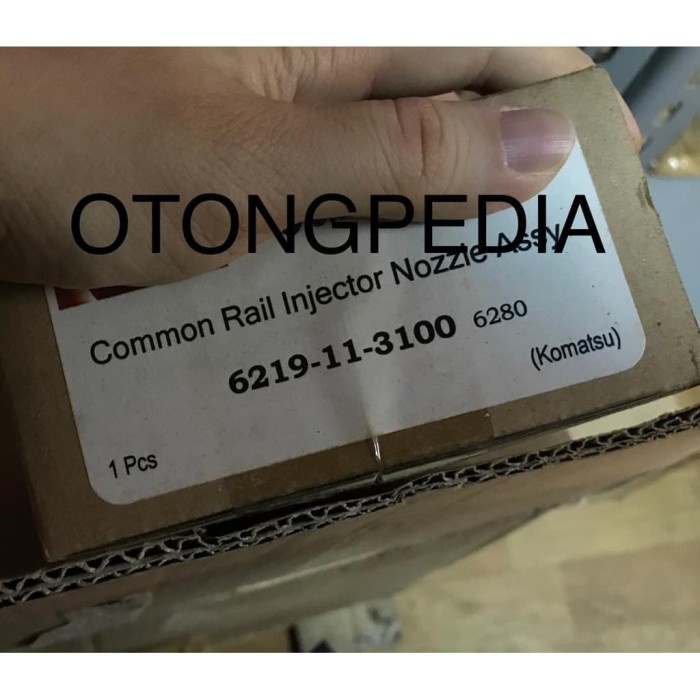 OTONGPEDIA
Common Rail Injector Nozzle Assy
6219-11-3100 6280
(Komatsu)
1 Pcs